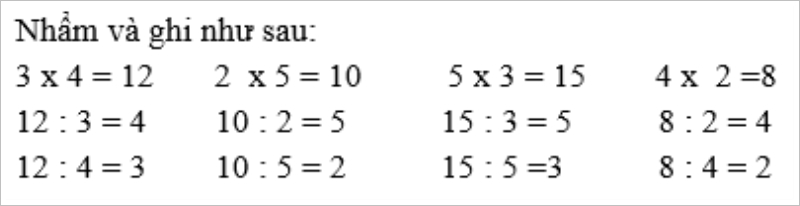 Nhẩm và ghi như sau:
3 x 4 = 12 2 x 5 = 10 5 x 3 = 15 4 x 2 =8
12 : 3 = 4 10 : 2 = 5 15 : 3 = 5 8 : 2 = 4
12 : 4 = 3 10 : 5 = 2 15 : 5 =3 8 : 4 = 2